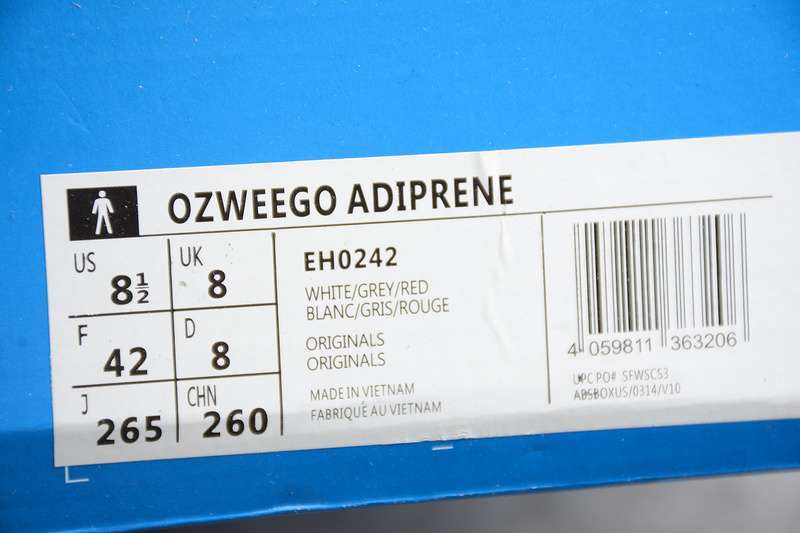 OZWEEGO ADIPRENE
US 8½
UK 8
F 42
D 8
J 265
CHN 260
EH0242
WHITE/GREY/RED
BLANC/GRIS/ROUGE
ORIGINALS
ORIGINALS
MADE IN VIETNAM
FABRIQUÉ AU VIETNAM
4 059811 363206
UPC PO# SFWSCS3
ADSBOXUS/0314/V10